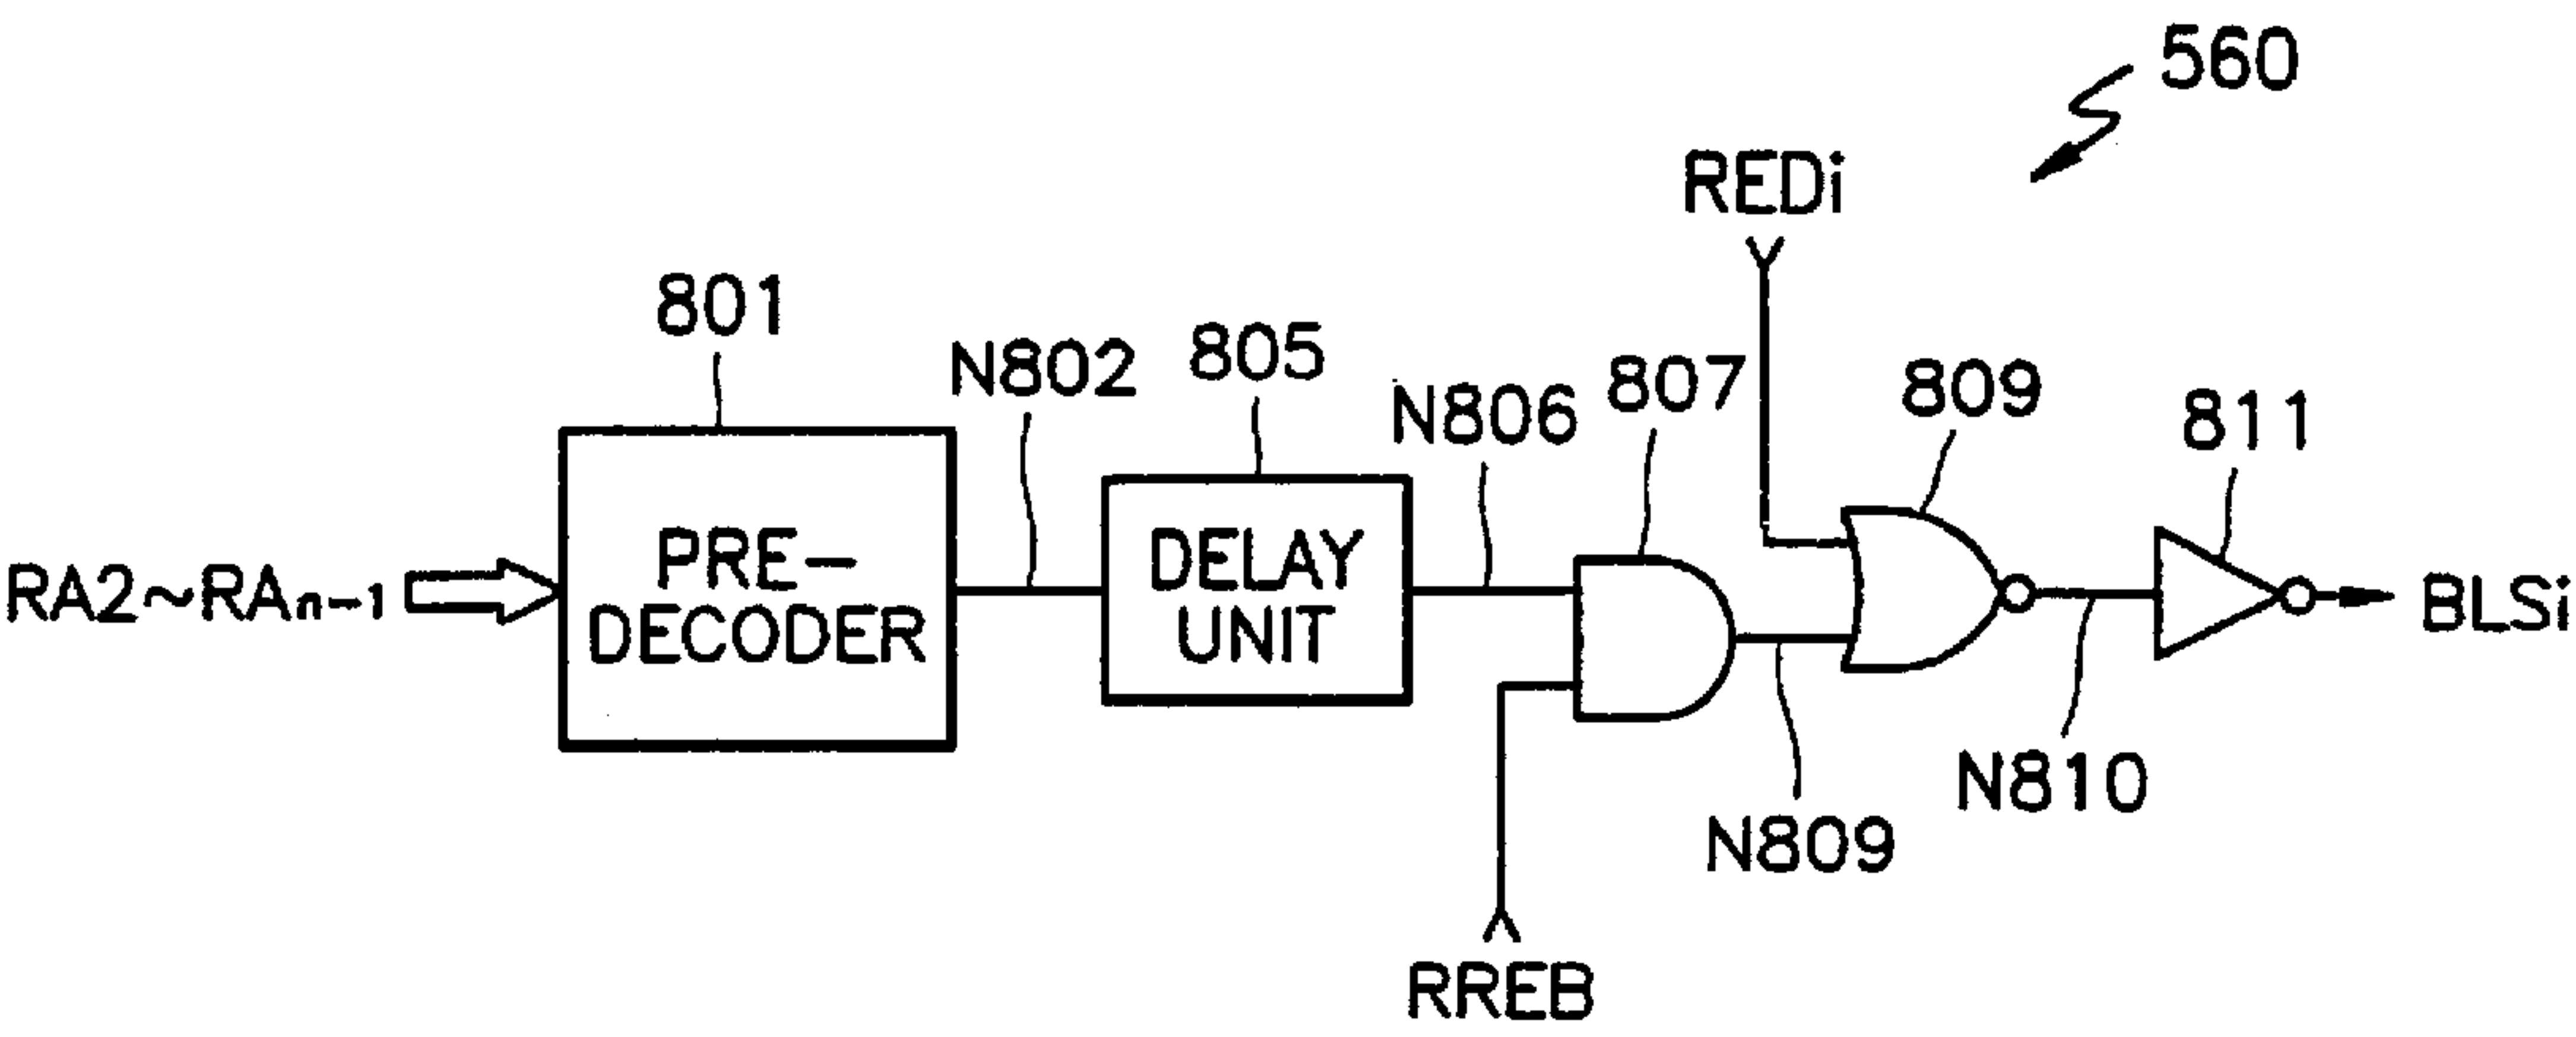 560
REDi
801
N802
805
N806
807
809
811
RA2~RAn-1
PRE-
DECODER
DELAY
UNIT
BLSi
N810
N809
RREB